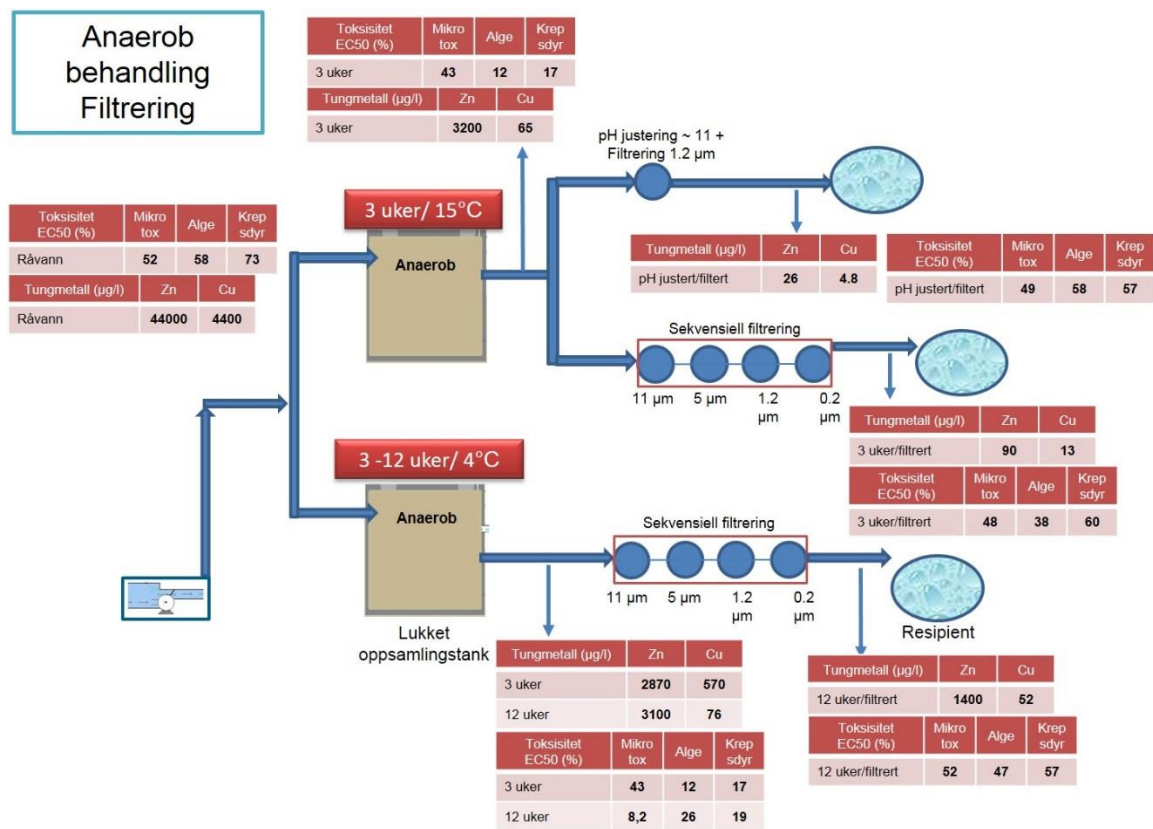 Anaerob
behandling
Filtrering
Toksisitet EC50 (%) Mikro tox Alge Krep sdyr
3 uker 43 12 17
Tungmetall (µg/l) Zn Cu
3 uker 3200 65
pH justering ~ 11 +
Filtrering 1.2 µm
3 uker/ 15°C
Anaerob
Toksisitet EC50 (%) Mikro tox Alge Krep sdyr
Råvann 52 58 73
Tungmetall (µg/l) Zn Cu
Råvann 44000 4400
Tungmetall (µg/l) Zn Cu
pH justert/filtert 26 4.8
Toksisitet EC50 (%) Mikro tox Alge Krep sdyr
pH justert/filtert 49 58 57
Sekvensiell filtrering
11 µm 5 µm 1.2 µm 0.2 µm
Tungmetall (µg/l) Zn Cu
3 uker/filtrert 90 13
Toksisitet EC50 (%) Mikro tox Alge Krep sdyr
3 uker/filtrert 48 38 60
3 -12 uker/ 4°C
Anaerob
Lukket
oppsamlingstank
Sekvensiell filtrering
11 µm 5 µm 1.2 µm 0.2 µm
Resipient
Tungmetall (µg/l) Zn Cu
3 uker 2870 570
12 uker 3100 76
Toksisitet EC50 (%) Mikro tox Alge Krep sdyr
3 uker 43 12 17
12 uker 8,2 26 19
Tungmetall (µg/l) Zn Cu
12 uker/filtrert 1400 52
Toksisitet EC50 (%) Mikro tox Alge Krep sdyr
12 uker/filtrert 52 47 57